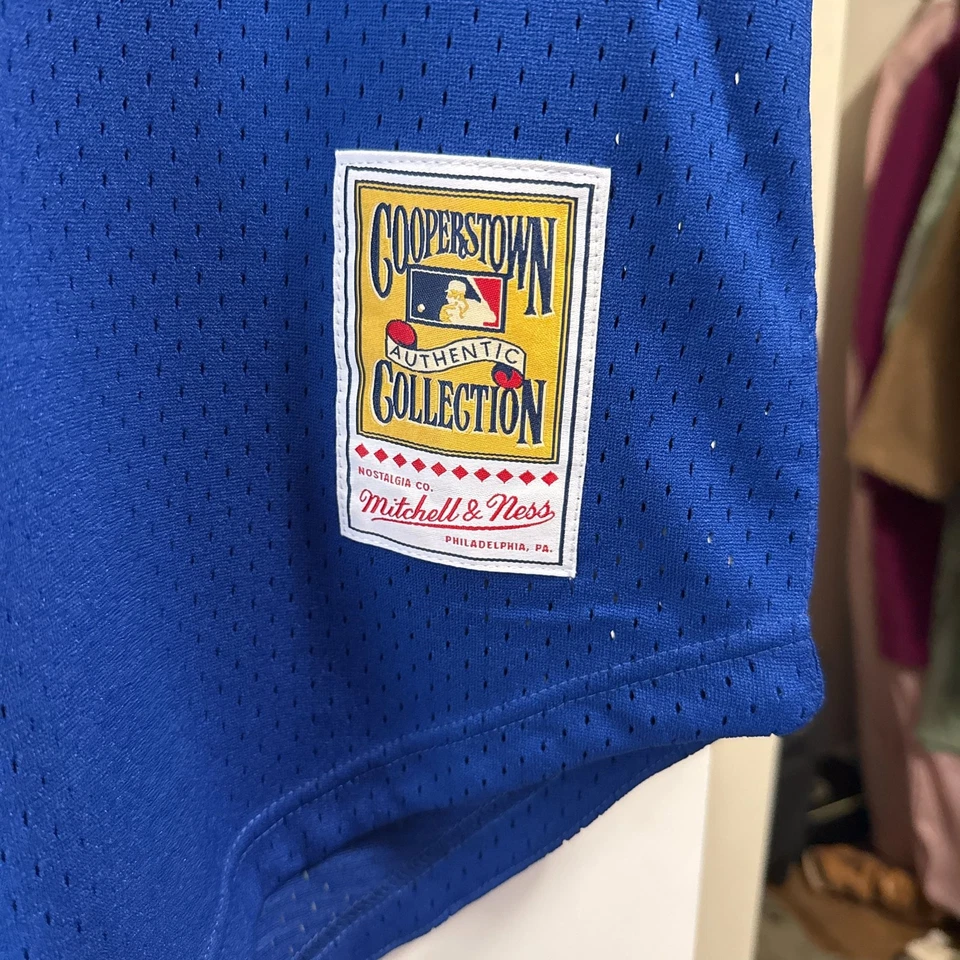 COOPERSTOWN
AUTHENTIC
COLLECTION
NOSTALGIA CO.
Mitchell & Ness
PHILADELPHIA, PA.